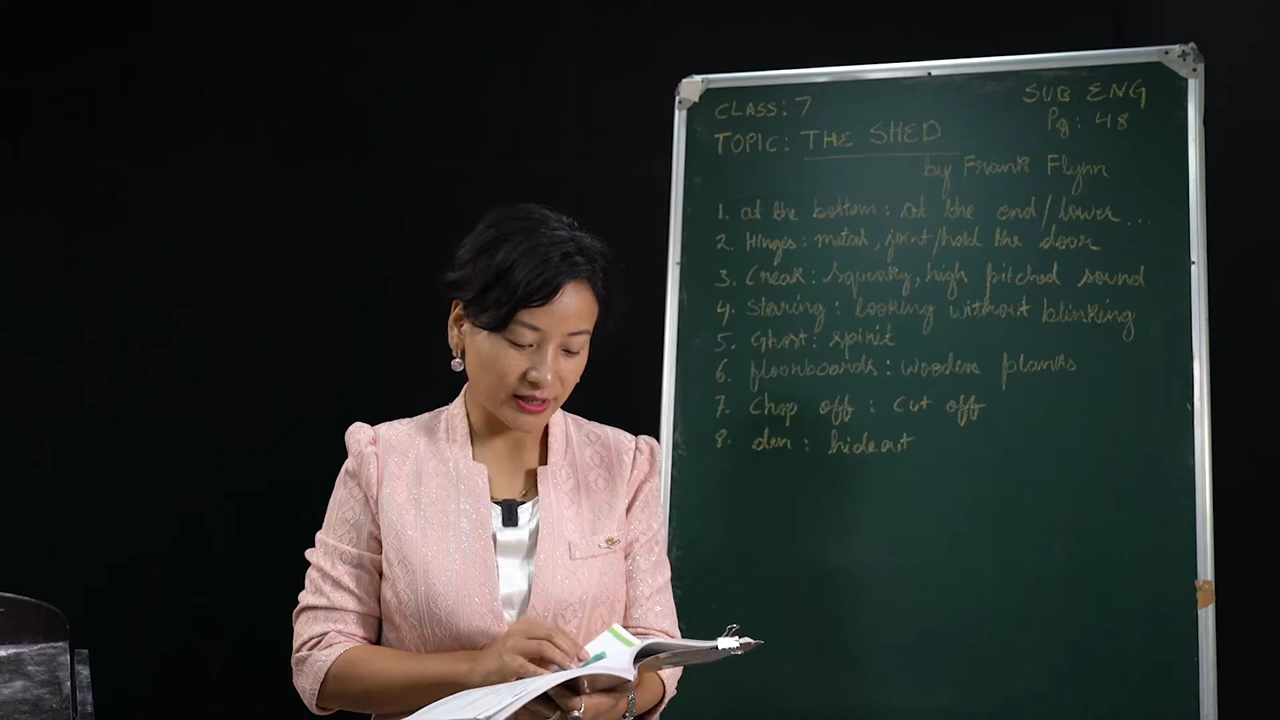 CLASS: 7
SUB ENG
Pg: 48
TOPIC: THE SHED
by Frank Flynn
1. at the bottom: at the end/lower...
2. Hinges: metal, joint/hold the door
3. Creak: Squeaky, high pitched sound
4. Staring: looking without blinking
5. Ghost: spirit
6. floorboards: wooden planks
7. Chop off: cut off
8. den: hideout